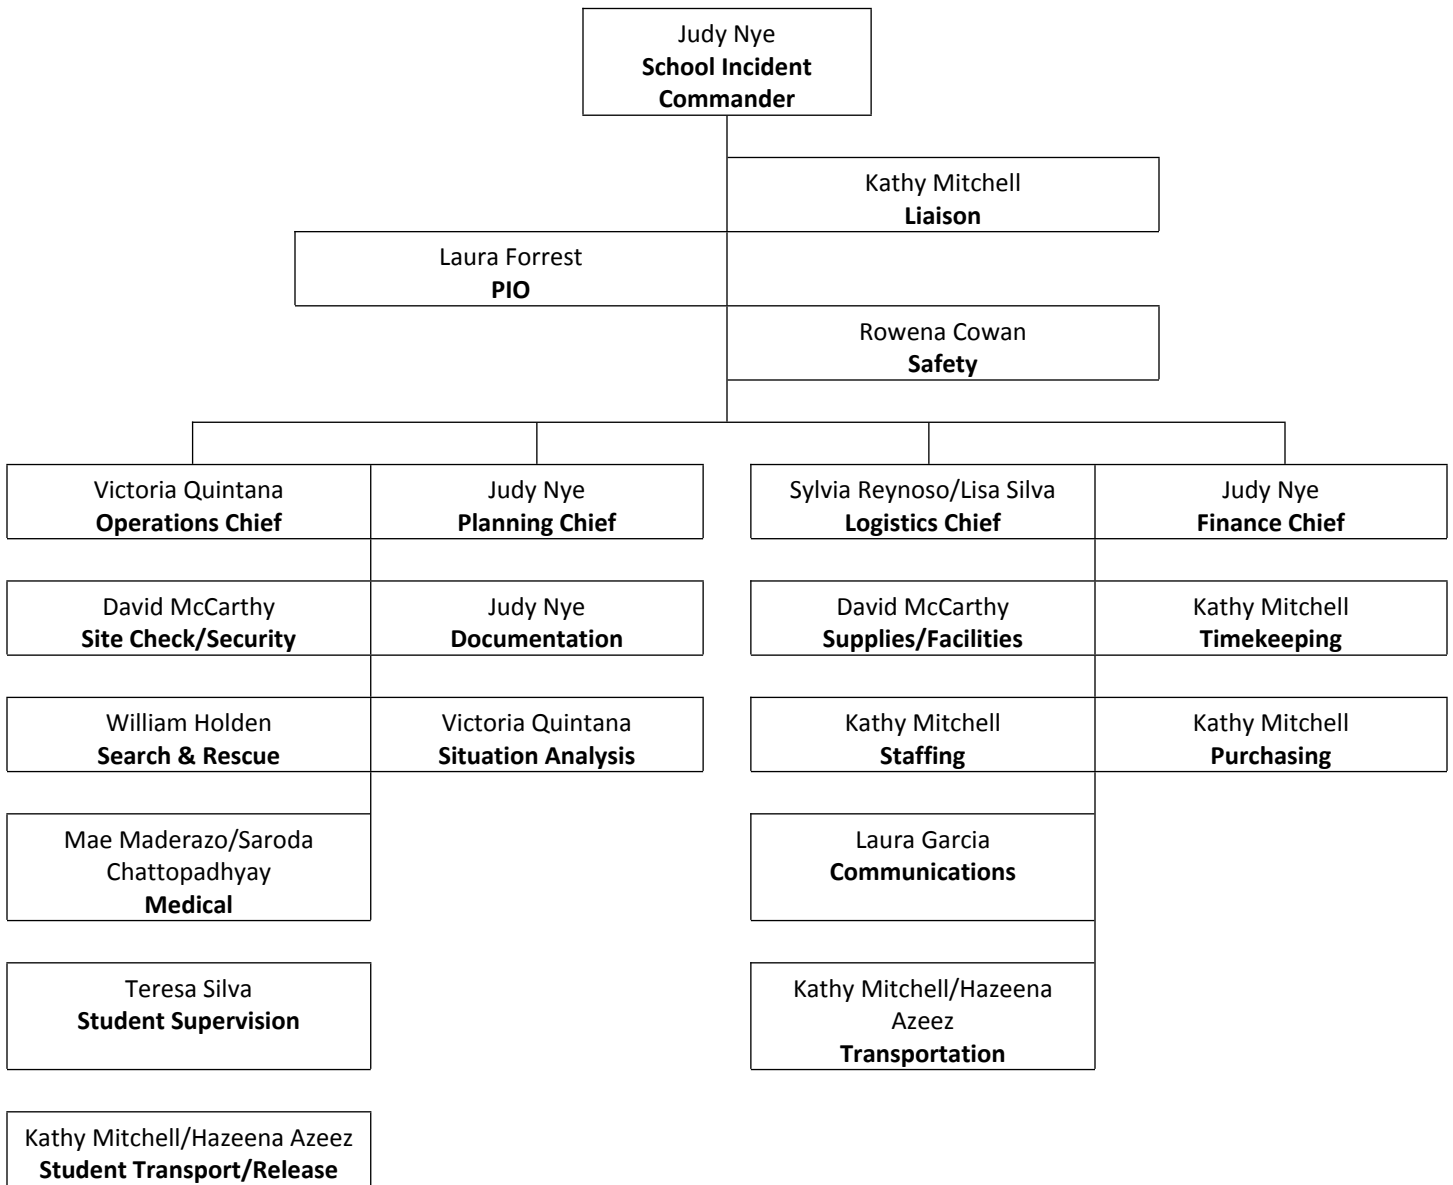 Judy Nye
School Incident
Commander
Kathy Mitchell
Liaison
Laura Forrest
PIO
Rowena Cowan
Safety
Victoria Quintana
Operations Chief
Judy Nye
Planning Chief
Sylvia Reynoso/Lisa Silva
Logistics Chief
Judy Nye
Finance Chief
David McCarthy
Site Check/Security
Judy Nye
Documentation
David McCarthy
Supplies/Facilities
Kathy Mitchell
Timekeeping
William Holden
Search & Rescue
Victoria Quintana
Situation Analysis
Kathy Mitchell
Staffing
Kathy Mitchell
Purchasing
Mae Maderazo/Saroda
Chattopadhyay
Medical
Laura Garcia
Communications
Teresa Silva
Student Supervision
Kathy Mitchell/Hazeena
Azeez
Transportation
Kathy Mitchell/Hazeena Azeez
Student Transport/Release